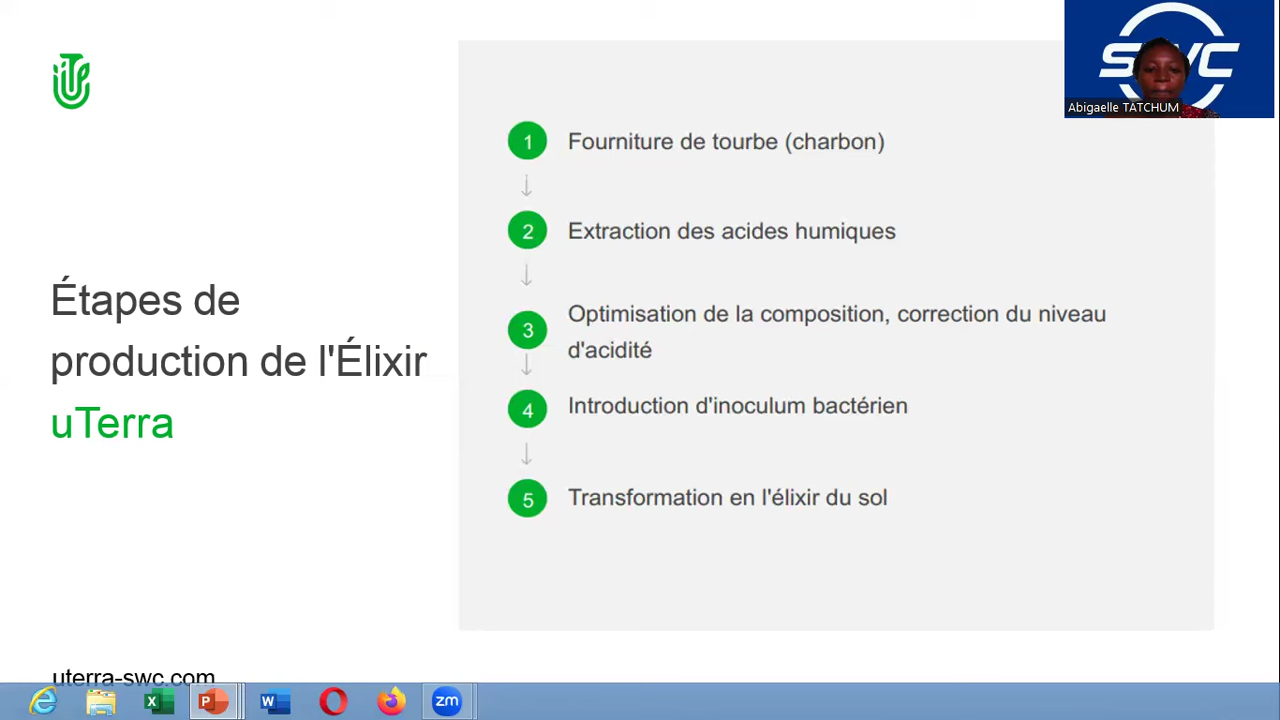 SWC
Abigaelle TATCHUM
Étapes de
production de l'Élixir
uTerra
1 Fourniture de tourbe (charbon)
2 Extraction des acides humiques
3 Optimisation de la composition, correction du niveau
d'acidité
4 Introduction d'inoculum bactérien
5 Transformation en l'élixir du sol
uterra-swc.com
zm